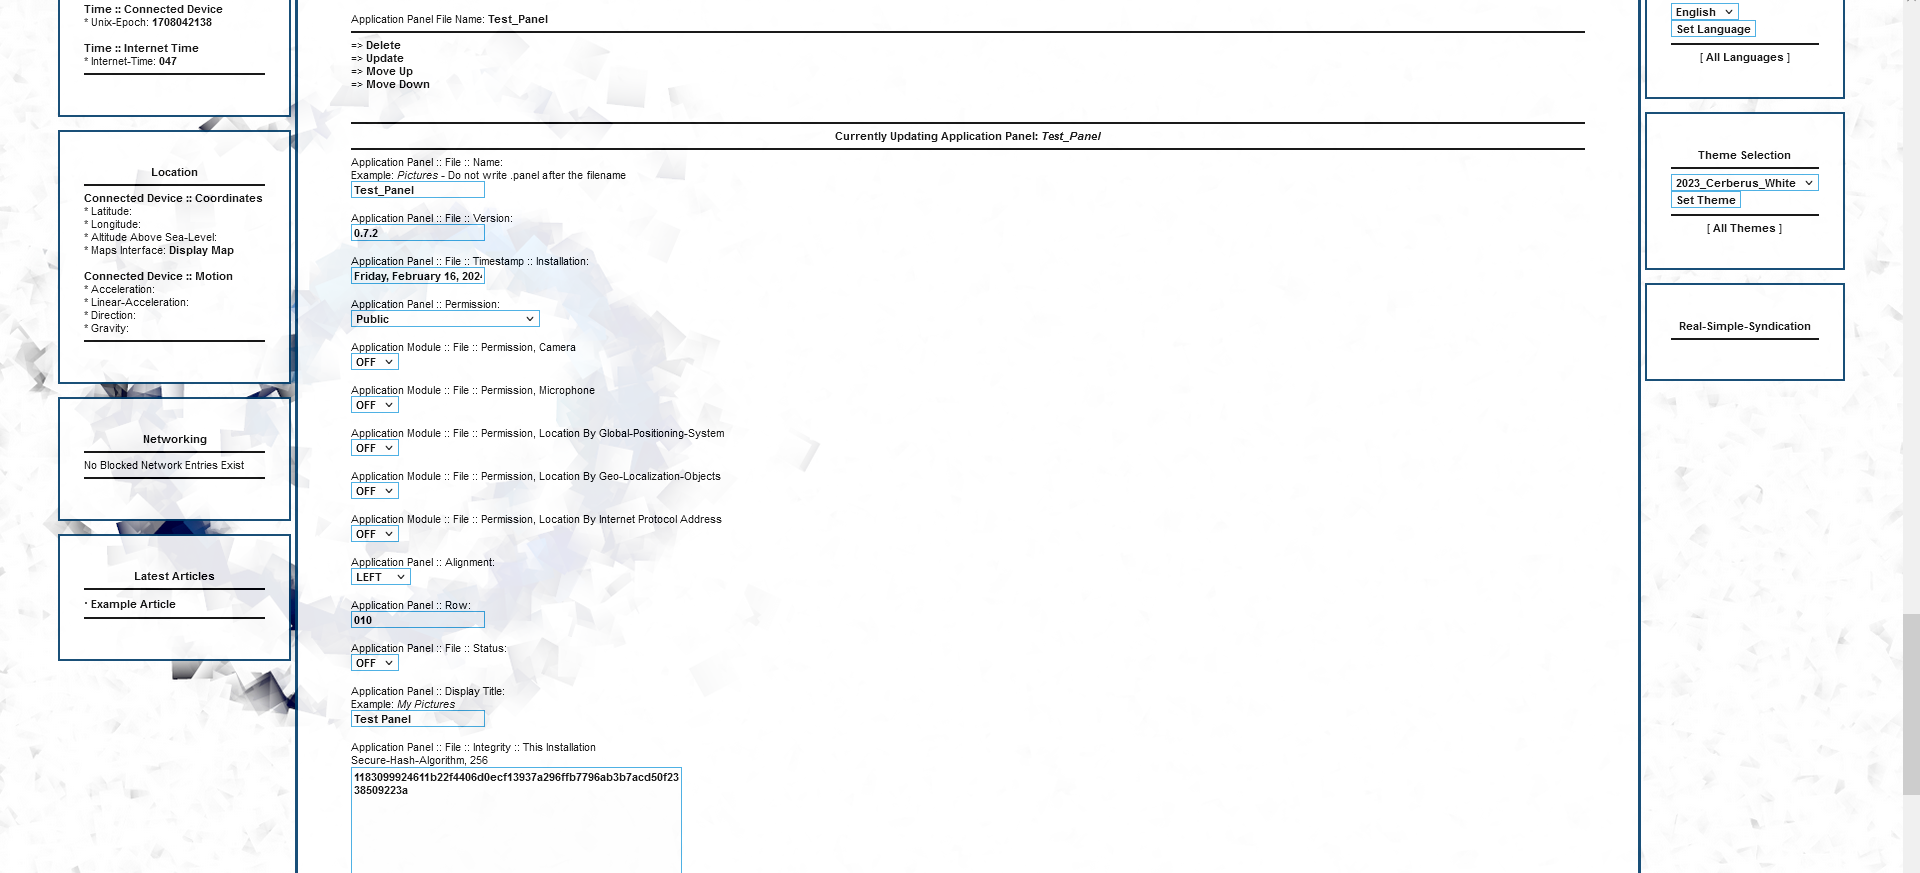 Time :: Connected Device
* Unix-Epoch: 1708042138
Time :: Internet Time
* Internet-Time: 047
Location
Connected Device :: Coordinates
* Latitude:
* Longitude:
* Altitude Above Sea-Level:
* Maps Interface: Display Map
Connected Device :: Motion
* Acceleration:
* Linear-Acceleration:
* Direction:
* Gravity:
Networking
No Blocked Network Entries Exist
Latest Articles
· Example Article
Application Panel File Name: Test_Panel
=> Delete
=> Update
=> Move Up
=> Move Down
Currently Updating Application Panel: Test_Panel
Application Panel :: File :: Name:
Example: Pictures - Do not write .panel after the filename
Test_Panel
Application Panel :: File :: Version:
0.7.2
Application Panel :: File :: Timestamp :: Installation:
Friday, February 16, 2024
Application Panel :: Permission:
Public
Application Module :: File :: Permission, Camera
OFF
Application Module :: File :: Permission, Microphone
OFF
Application Module :: File :: Permission, Location By Global-Positioning-System
OFF
Application Module :: File :: Permission, Location By Geo-Localization-Objects
OFF
Application Module :: File :: Permission, Location By Internet Protocol Address
OFF
Application Panel :: Alignment:
LEFT
Application Panel :: Row:
010
Application Panel :: File :: Status:
OFF
Application Panel :: Display Title:
Example: My Pictures
Test Panel
Application Panel :: File :: Integrity :: This Installation
Secure-Hash-Algorithm, 256
1183099924611b22f4406d0ecf13937a296ffb7796ab3b7acd50f23
38509223a
English
Set Language
[ All Languages ]
Theme Selection
2023_Cerberus_White
Set Theme
[ All Themes ]
Real-Simple-Syndication